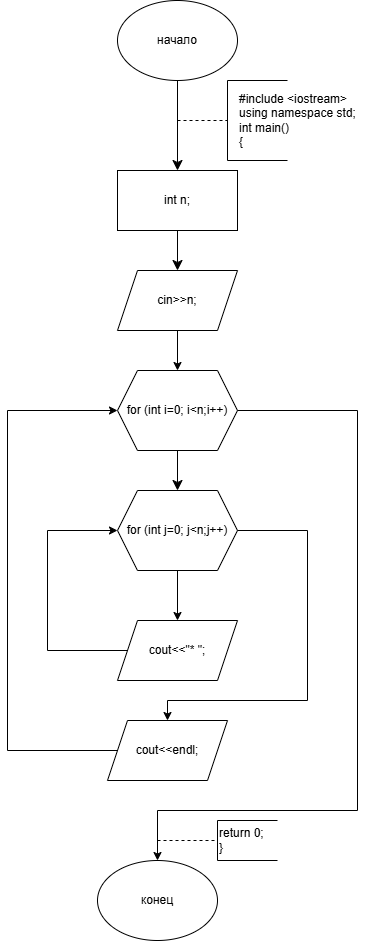 начало
#include <iostream>
using namespace std;
int main()
{
int n;
cin>>n;
for (int i=0; i<n;i++)
for (int j=0; j<n;j++)
cout<<"* ";
cout<<endl;
return 0;
}
конец